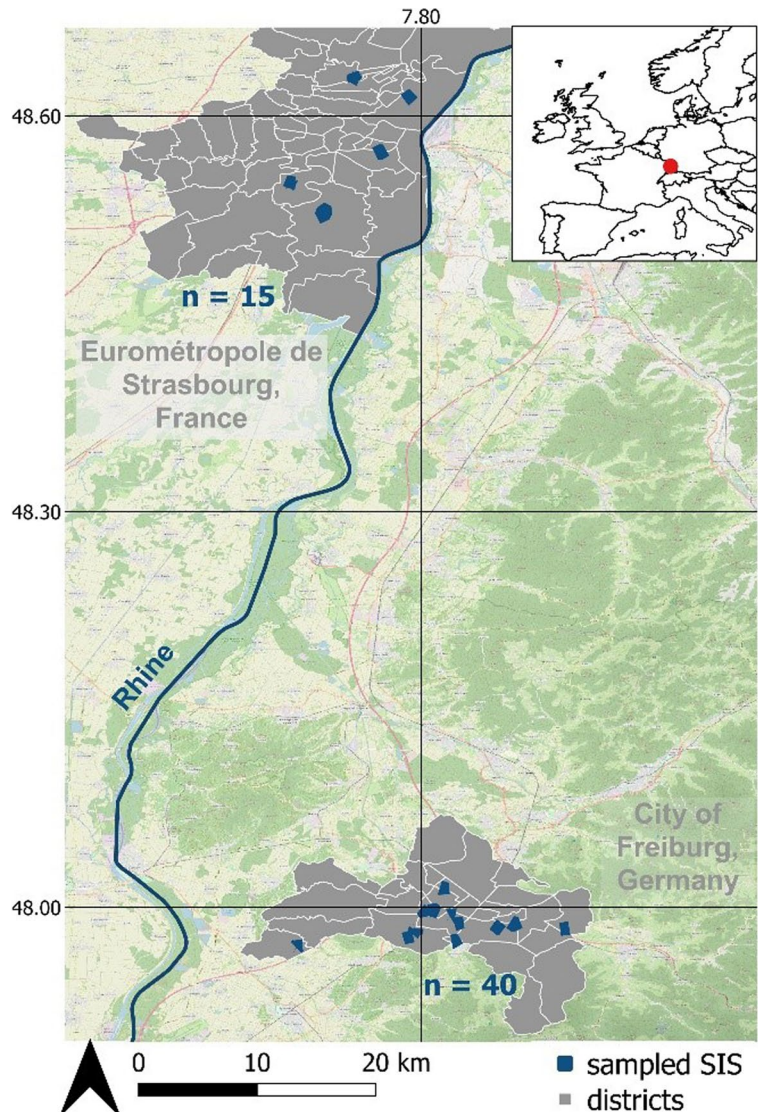 7.80
48.60
n = 15
Eurométropole de
Strasbourg,
France
48.30
Rhine
City of
Freiburg,
Germany
48.00
n = 40
0 10 20 km
sampled SIS
districts